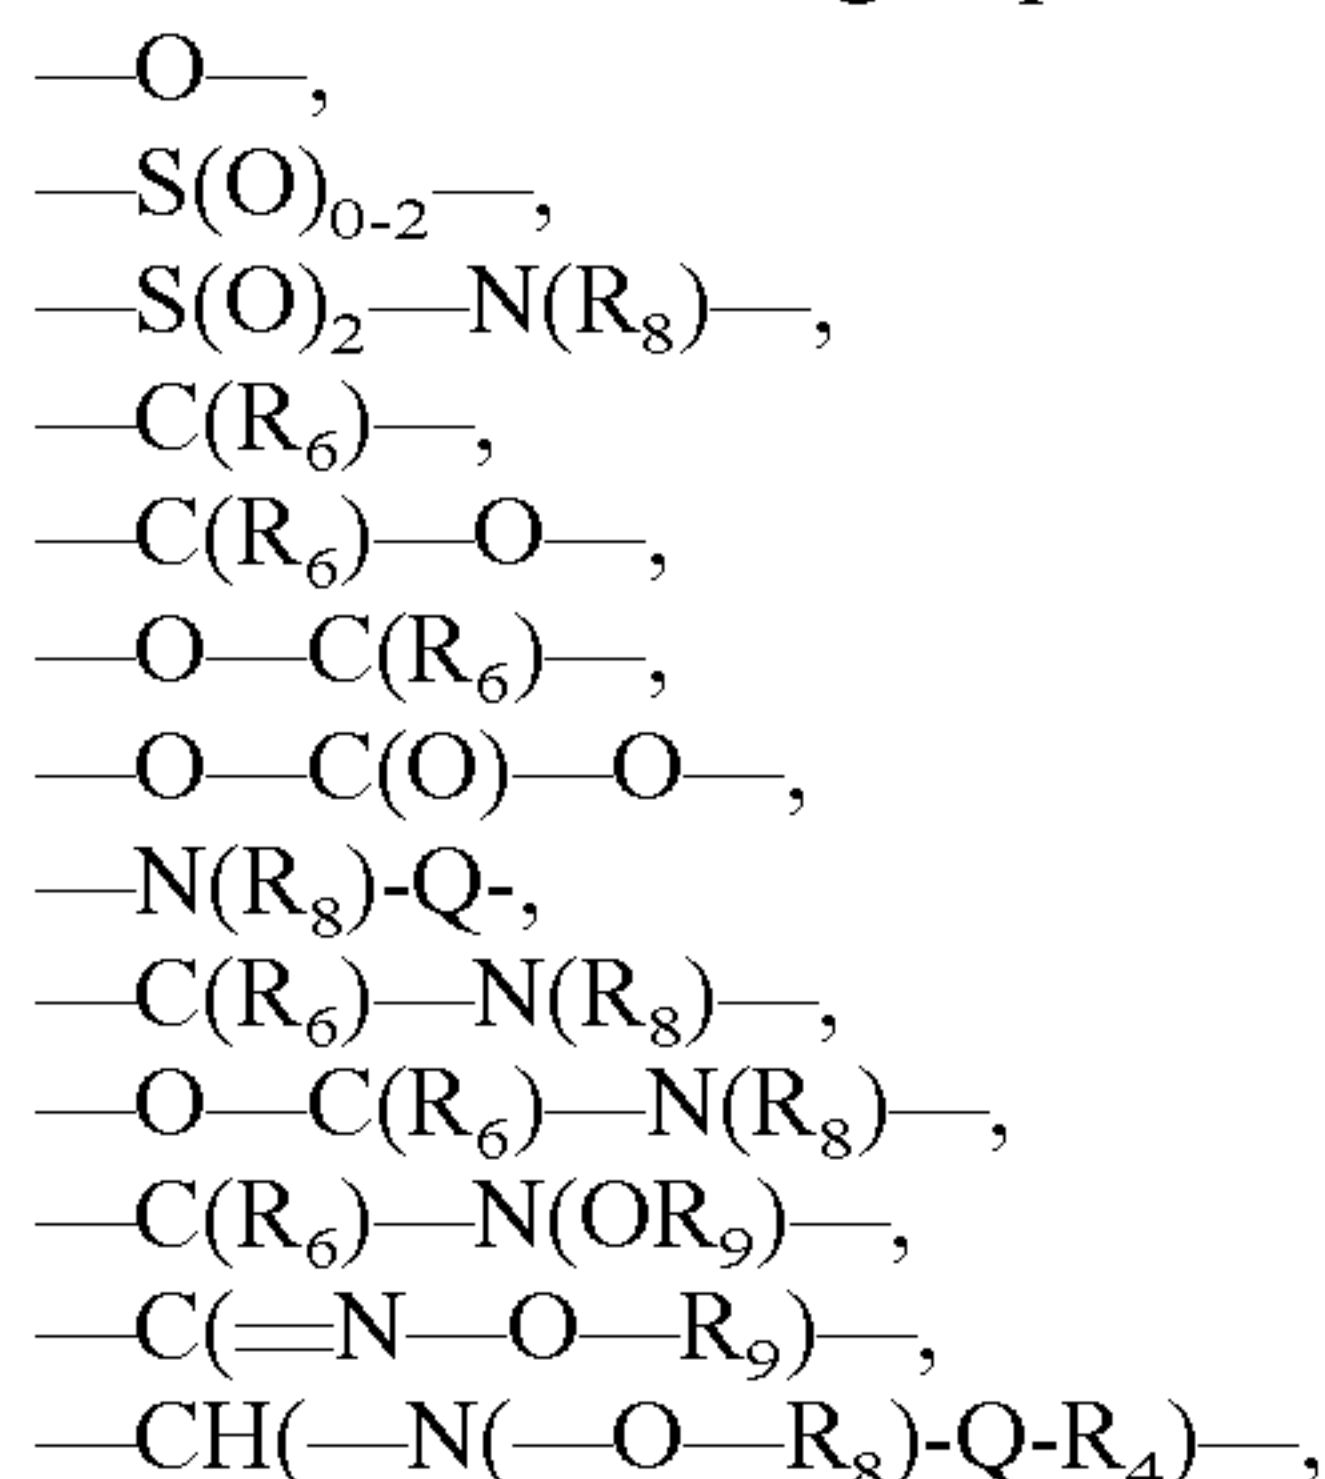 —O—,
—S(O)₀₋₂—,
—S(O)₂—N(R₈)—,
—C(R₆)—,
—C(R₆)—O—,
—O—C(R₆)—,
—O—C(O)—O—,
—N(R₈)-Q-,
—C(R₆)—N(R₈)—,
—O—C(R₆)—N(R₈)—,
—C(R₆)—N(OR₉)—,
—C(=N—O—R₉)—,
—CH(—N(—O—R₈)-Q-R₄)—,